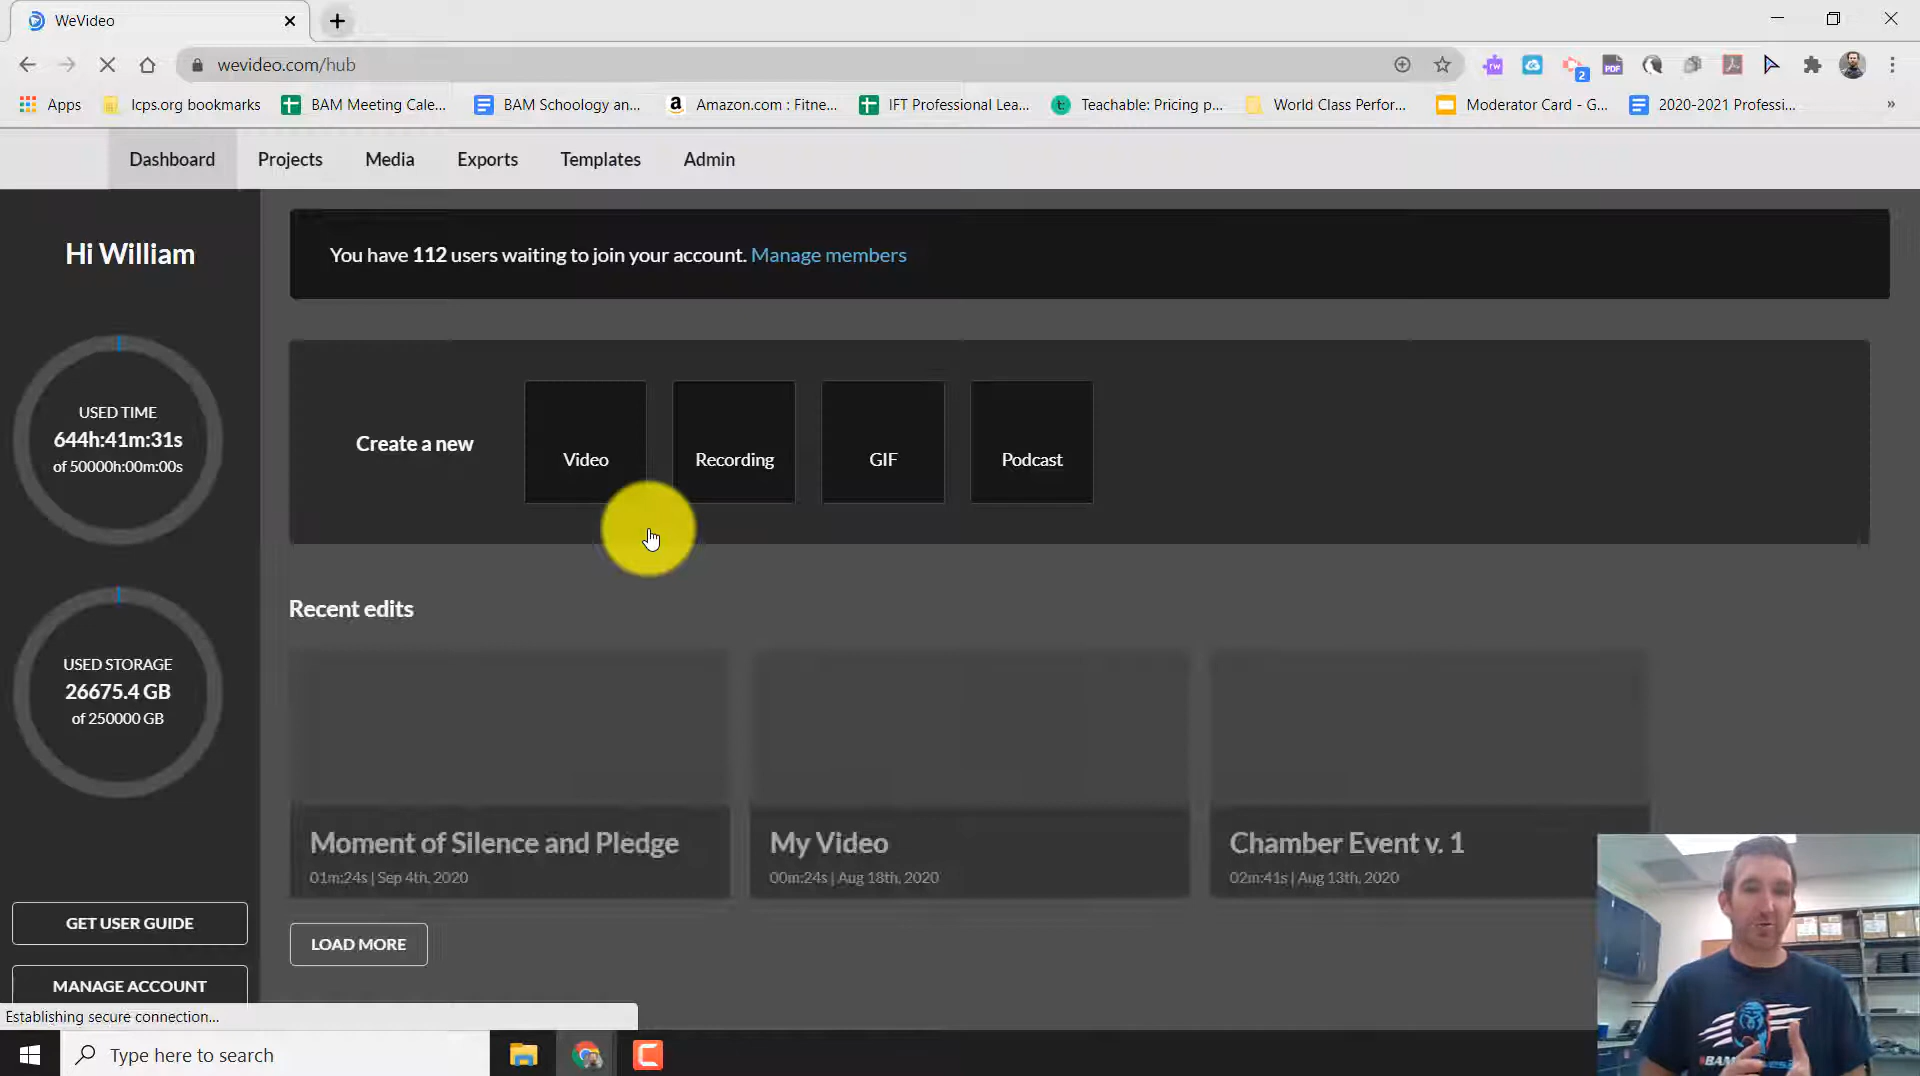 WeVideo
wevideo.com/hub
Apps lcps.org bookmarks BAM Meeting Cale... BAM Schoology an... Amazon.com : Fitne... IFT Professional Lea... Teachable: Pricing p... World Class Perfor... Moderator Card - G... 2020-2021 Professi... »
Dashboard Projects Media Exports Templates Admin
Hi William
You have 112 users waiting to join your account. Manage members
USED TIME
644h:41m:31s
of 50000h:00m:00s
Create a new
Video
Recording
GIF
Podcast
Recent edits
USED STORAGE
26675.4 GB
of 250000 GB
Moment of Silence and Pledge
01m:24s | Sep 4th, 2020
My Video
00m:24s | Aug 18th, 2020
Chamber Event v. 1
02m:41s | Aug 13th, 2020
GET USER GUIDE
LOAD MORE
MANAGE ACCOUNT
Establishing secure connection...
Type here to search
rw
2
PDF